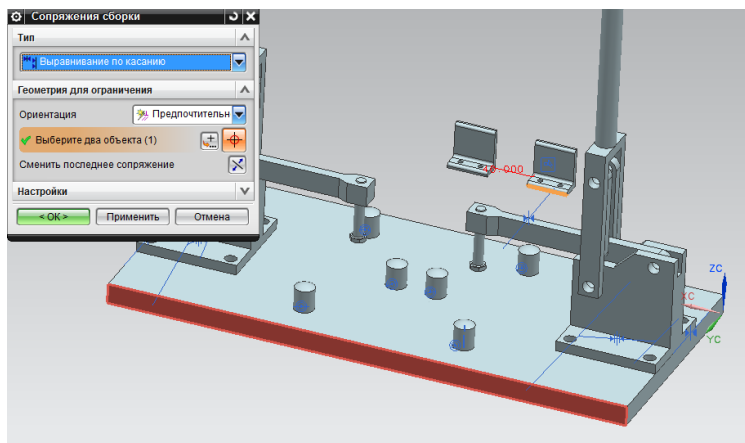 Сопряжения сборки
Тип
Выравнивание по касанию
Геометрия для ограничения
Ориентация
Предпочтительн
Выберите два объекта (1)
Сменить последнее сопряжение
Настройки
< ОК >
Применить
Отмена
ZC
XC
YC